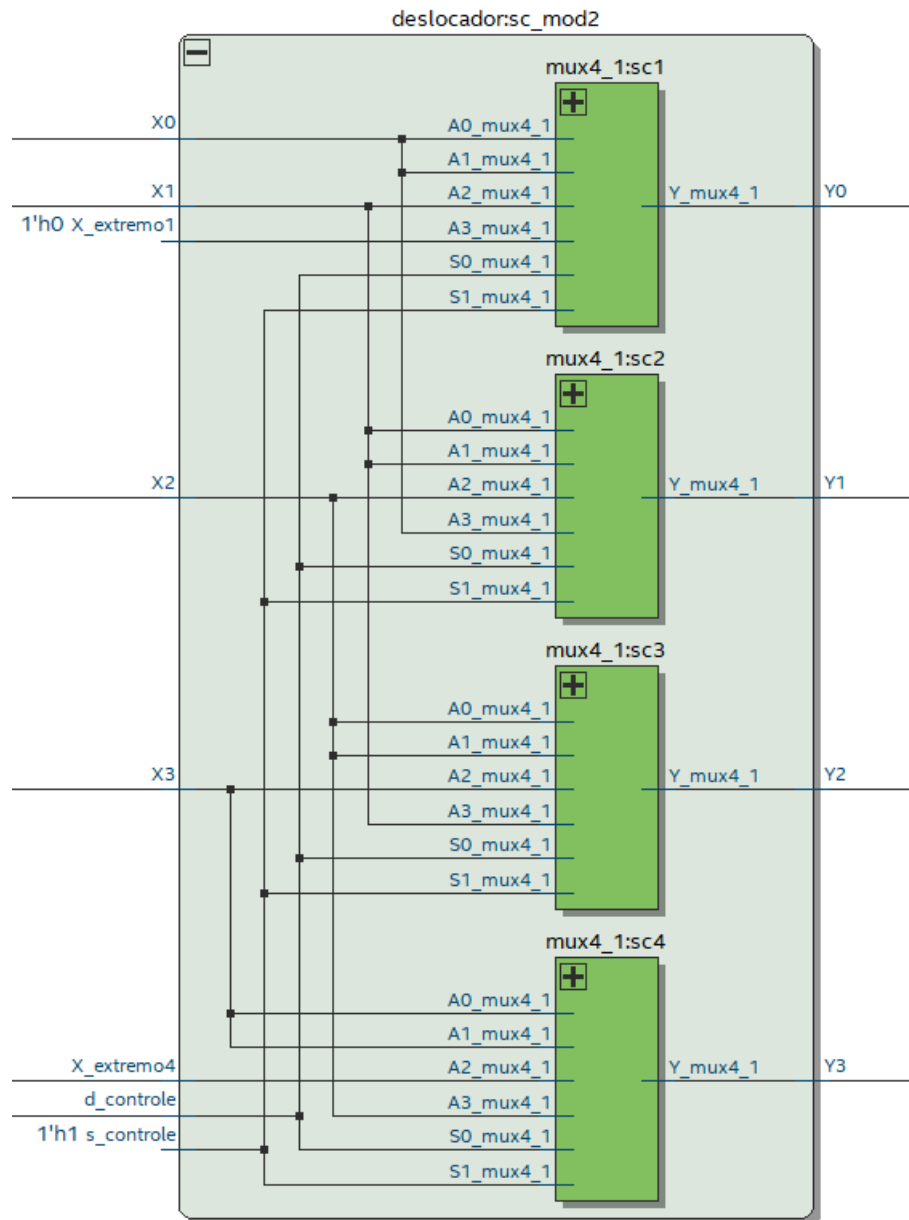 deslocador:sc_mod2
mux4_1:sc1
X0
A0_mux4_1
A1_mux4_1
X1
A2_mux4_1
Y_mux4_1
Y0
1'h0 X_extremo1
A3_mux4_1
S0_mux4_1
S1_mux4_1
mux4_1:sc2
A0_mux4_1
A1_mux4_1
X2
A2_mux4_1
Y_mux4_1
Y1
A3_mux4_1
S0_mux4_1
S1_mux4_1
mux4_1:sc3
A0_mux4_1
A1_mux4_1
X3
A2_mux4_1
Y_mux4_1
Y2
A3_mux4_1
S0_mux4_1
S1_mux4_1
mux4_1:sc4
A0_mux4_1
A1_mux4_1
X_extremo4
A2_mux4_1
Y_mux4_1
Y3
d_controle
A3_mux4_1
1'h1 s_controle
S0_mux4_1
S1_mux4_1